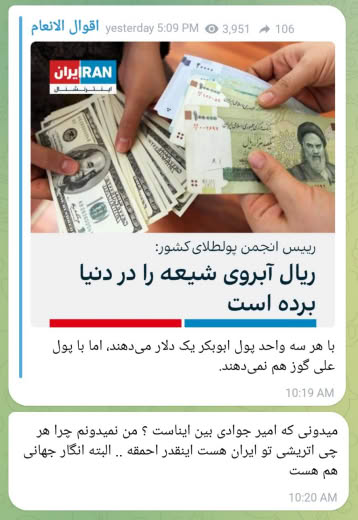 اقوال الانعام yesterday 5:09 PM 3,951 106
IRANایران
اینترنشنال
رییس انجمن پولطلای کشور:
ریال آبروی شیعه را در دنیا
برده است
با هر سه واحد پول ابوبکر یک دلار می‌دهند، اما با پول
علی گوز هم نمی‌دهند.
10:19 AM
میدونی که امیر جوادی بین ایناست ؟ من نمیدونم چرا هر
چی اتریشی تو ایران هست اینقدر احمقه .. البته انگار جهانی
هم هست
10:20 AM